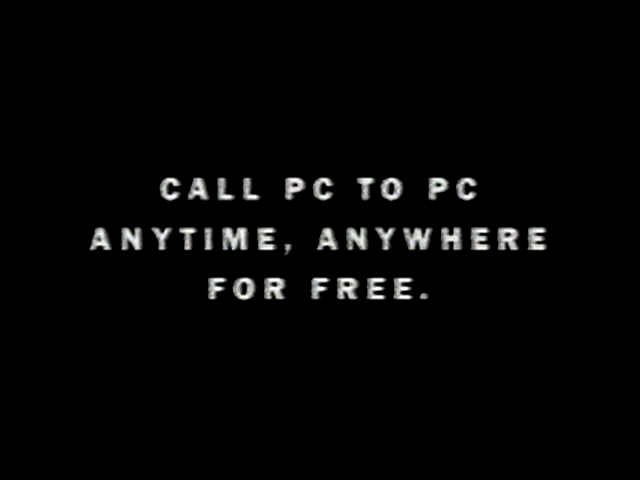 CALL PC TO PC
ANYTIME, ANYWHERE
FOR FREE.